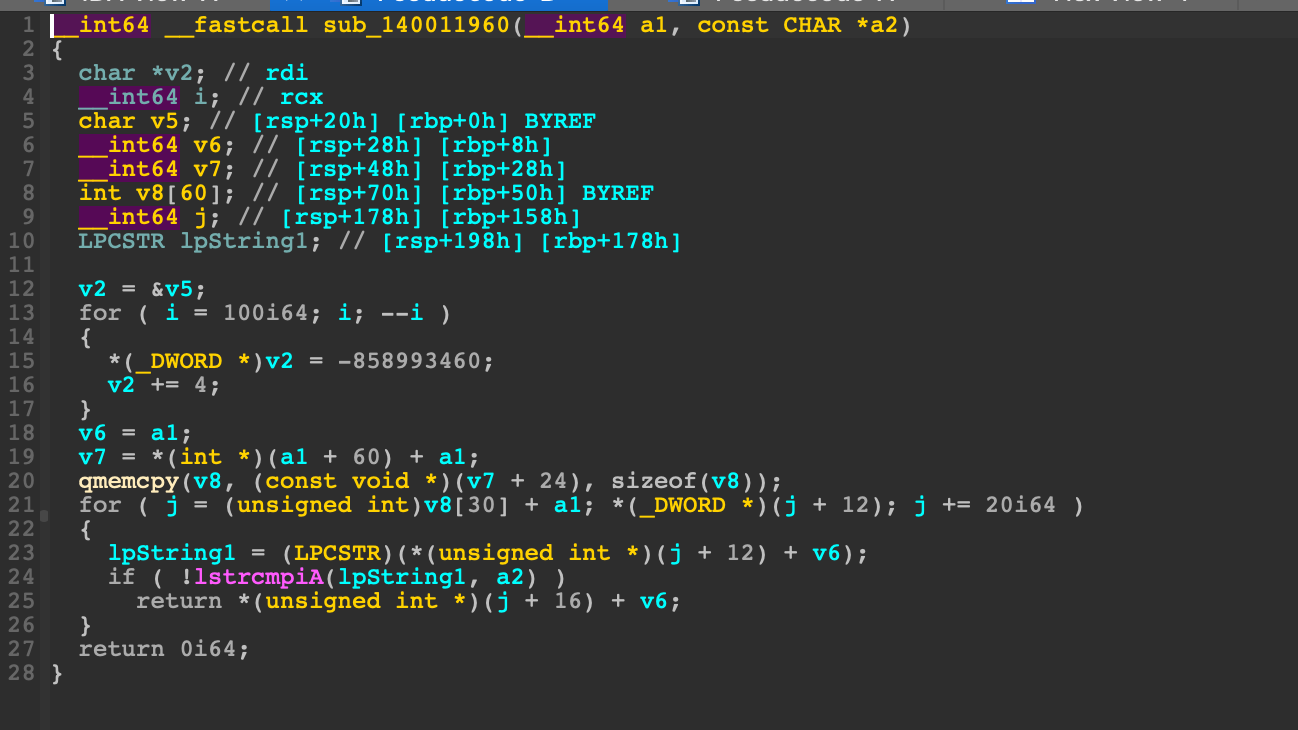 1 __int64 __fastcall sub_140011960(__int64 a1, const CHAR *a2)
2 {
3   char *v2; // rdi
4   __int64 i; // rcx
5   char v5; // [rsp+20h] [rbp+0h] BYREF
6   __int64 v6; // [rsp+28h] [rbp+8h]
7   __int64 v7; // [rsp+48h] [rbp+28h]
8   int v8[60]; // [rsp+70h] [rbp+50h] BYREF
9   __int64 j; // [rsp+178h] [rbp+158h]
10   LPCSTR lpString1; // [rsp+198h] [rbp+178h]
11
12   v2 = &v5;
13   for ( i = 100i64; i; --i )
14   {
15     *(_DWORD *)v2 = -858993460;
16     v2 += 4;
17   }
18   v6 = a1;
19   v7 = *(int *)(a1 + 60) + a1;
20   qmemcpy(v8, (const void *)(v7 + 24), sizeof(v8));
21   for ( j = (unsigned int)v8[30] + a1; *(_DWORD *)(j + 12); j += 20i64 )
22   {
23     lpString1 = (LPCSTR)(*(unsigned int *)(j + 12) + v6);
24     if ( !lstrcmpiA(lpString1, a2) )
25       return *(unsigned int *)(j + 16) + v6;
26   }
27   return 0i64;
28 }